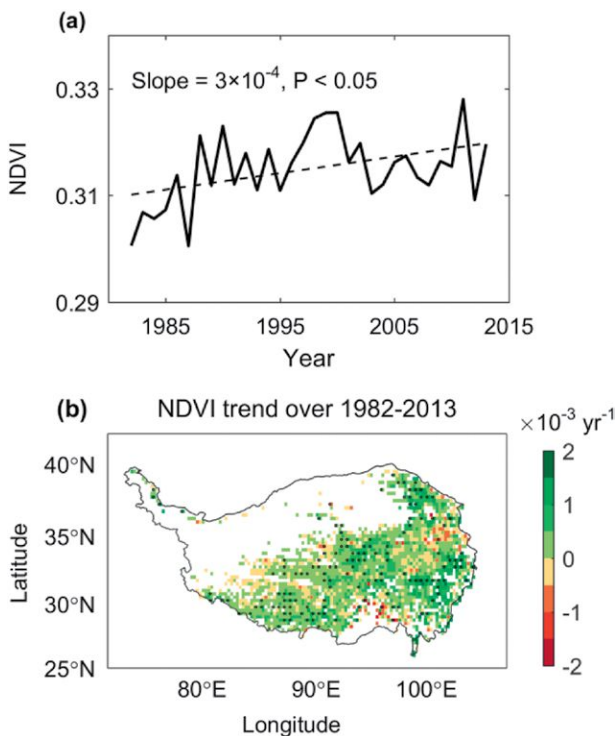 (a)
Slope = 3×10⁻⁴, P < 0.05
0.33
0.31
0.29
NDVI
1985 1995 2005 2015
Year
(b) NDVI trend over 1982-2013
×10⁻³ yr⁻¹
40°N
35°N
30°N
25°N
Latitude
80°E 90°E 100°E
Longitude
2
1
0
-1
-2